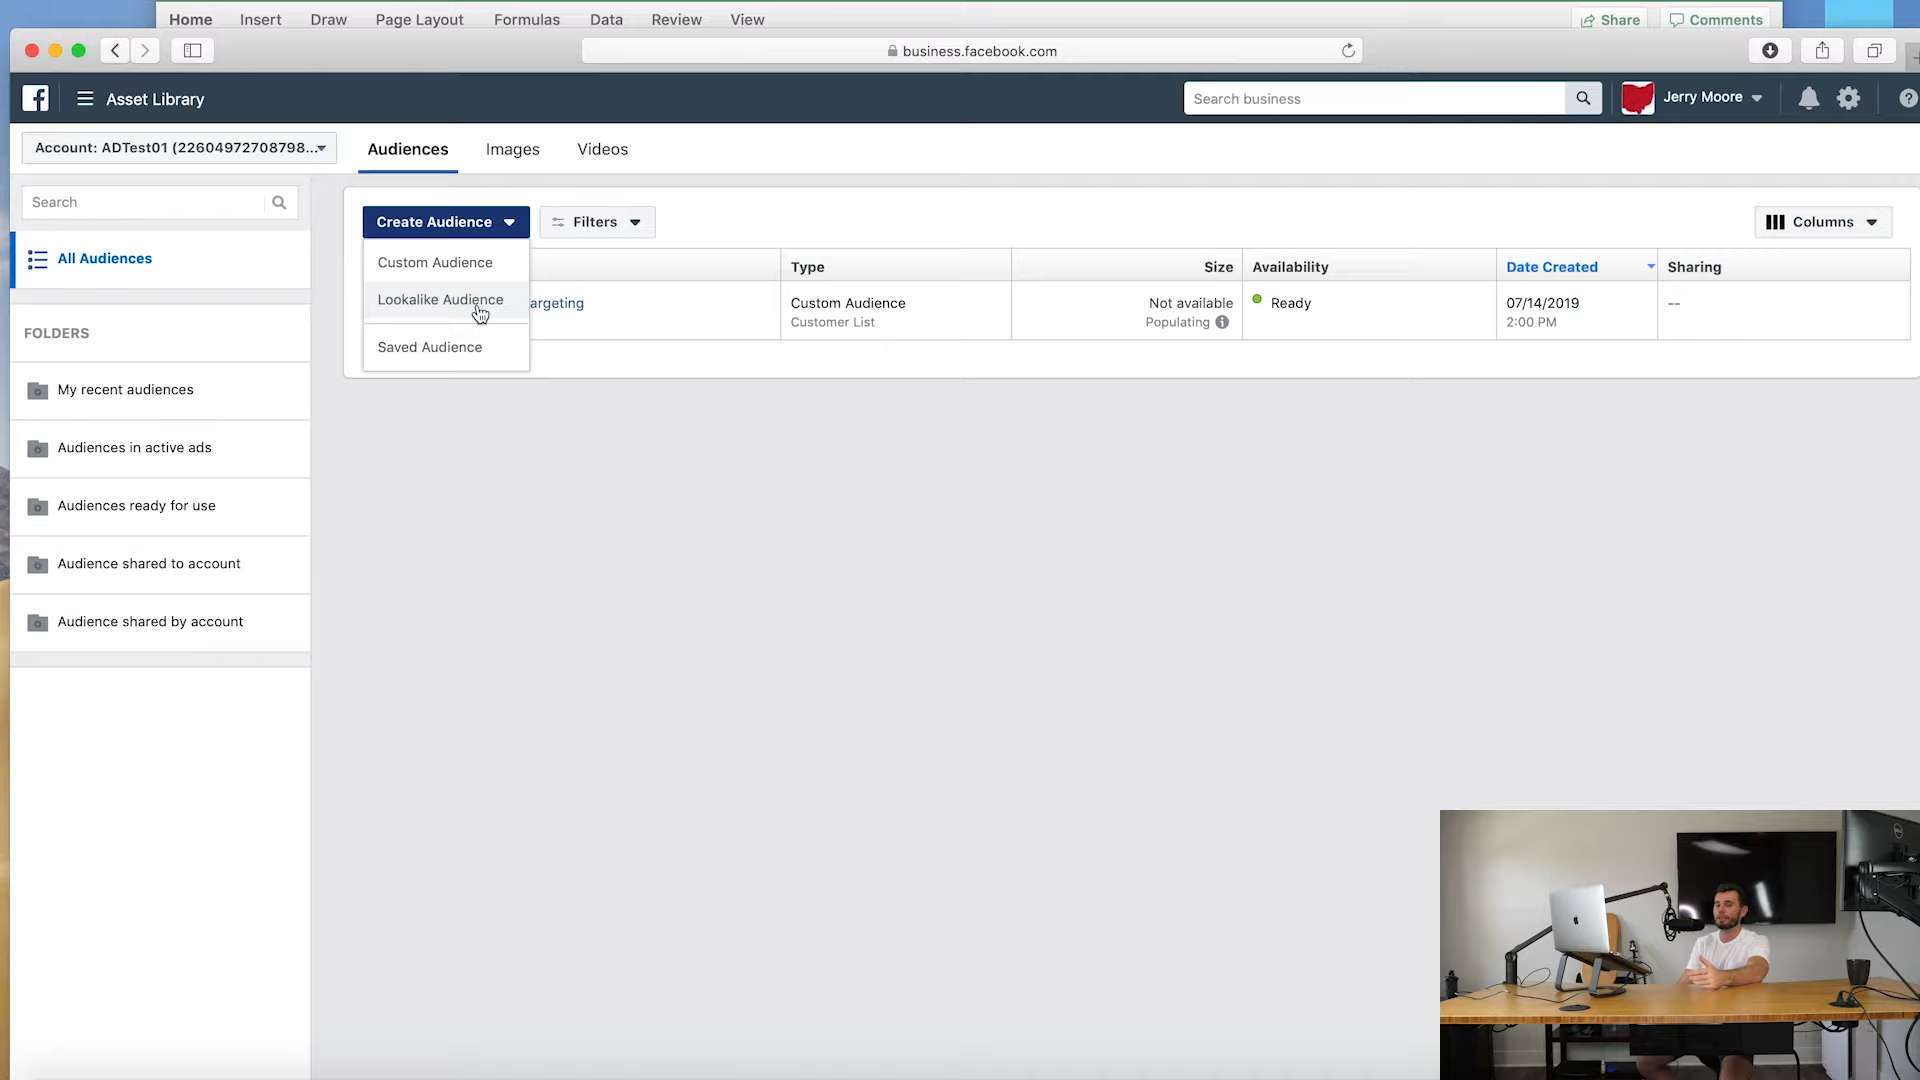 Home Insert Draw Page Layout Formulas Data Review View Share Comments
business.facebook.com
Asset Library Search business Jerry Moore
Account: ADTest01 (22604972708798... Audiences Images Videos
Search
Create Audience Filters Columns
All Audiences
Custom Audience
Type Size Availability Date Created Sharing
Lookalike Audience argeting Custom Audience Not available Ready 07/14/2019 --
Customer List Populating 2:00 PM
FOLDERS
Saved Audience
My recent audiences
Audiences in active ads
Audiences ready for use
Audience shared to account
Audience shared by account